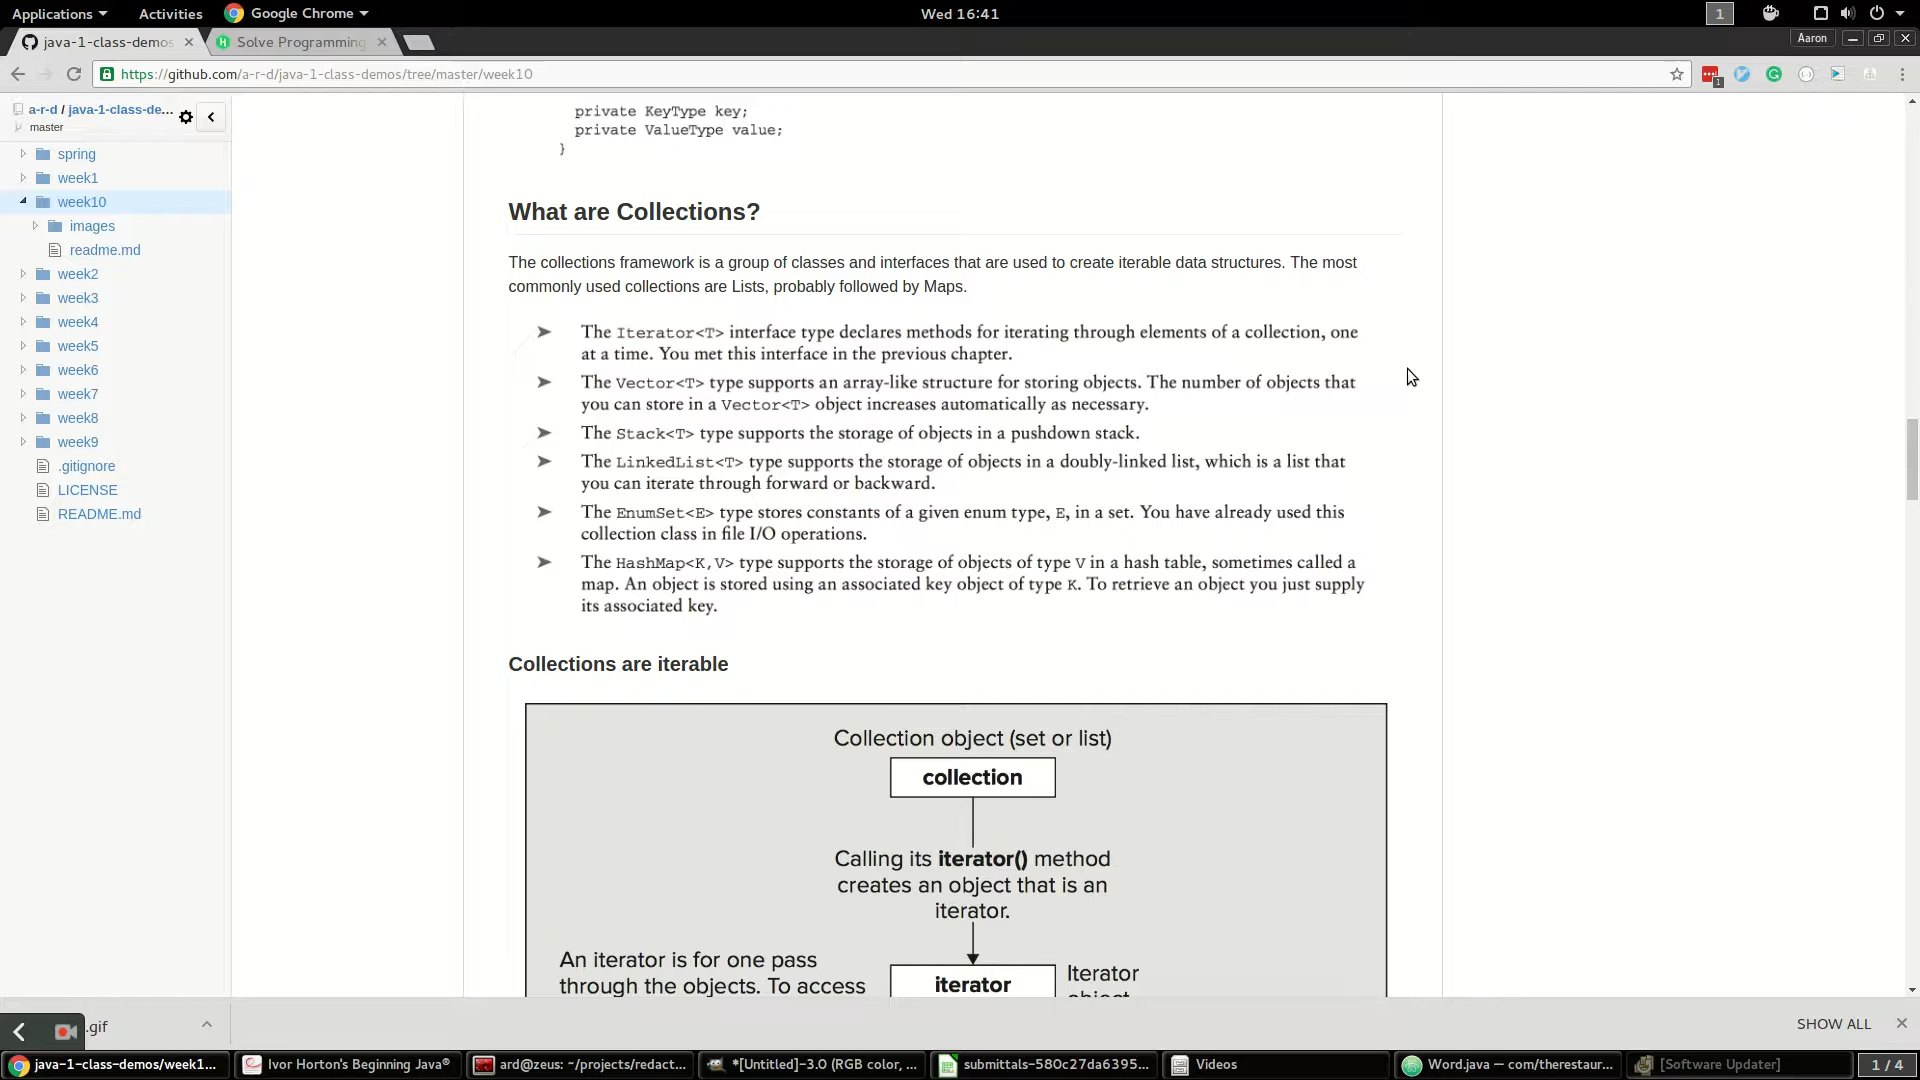 Applications
Activities
Google Chrome
Wed 16:41
1
java-1-class-demos
Solve Programming
Aaron
https://github.com/a-r-d/java-1-class-demos/tree/master/week10
1
a-r-d / java-1-class-de...
master
spring
week1
week10
images
readme.md
week2
week3
week4
week5
week6
week7
week8
week9
.gitignore
LICENSE
README.md
private KeyType key;
private ValueType value;
}
What are Collections?
The collections framework is a group of classes and interfaces that are used to create iterable data structures. The most
commonly used collections are Lists, probably followed by Maps.
➤ The Iterator<T> interface type declares methods for iterating through elements of a collection, one
at a time. You met this interface in the previous chapter.
➤ The Vector<T> type supports an array-like structure for storing objects. The number of objects that
you can store in a Vector<T> object increases automatically as necessary.
➤ The Stack<T> type supports the storage of objects in a pushdown stack.
➤ The LinkedList<T> type supports the storage of objects in a doubly-linked list, which is a list that
you can iterate through forward or backward.
➤ The EnumSet<E> type stores constants of a given enum type, E, in a set. You have already used this
collection class in file I/O operations.
➤ The HashMap<K,V> type supports the storage of objects of type V in a hash table, sometimes called a
map. An object is stored using an associated key object of type K. To retrieve an object you just supply
its associated key.
Collections are iterable
Collection object (set or list)
collection
Calling its iterator() method
creates an object that is an
iterator.
An iterator is for one pass
through the objects. To access
iterator
Iterator
.gif
SHOW ALL
java-1-class-demos/week1...
Ivor Horton's Beginning Java®
ard@zeus: ~/projects/redact...
*[Untitled]-3.0 (RGB color, ...
submittals-580c27da6395...
Videos
Word.java — com/therestaur...
[Software Updater]
1 / 4